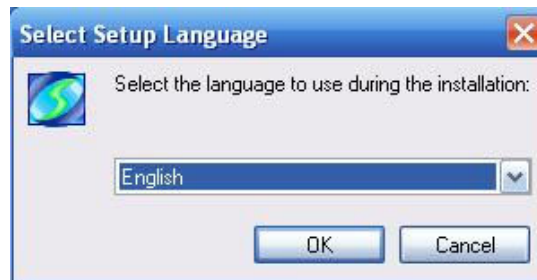 Select Setup Language
Select the language to use during the installation:
English
OK
Cancel